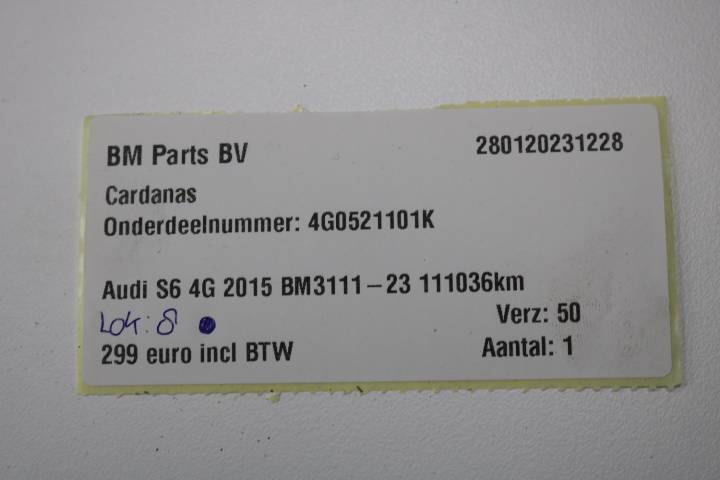 BM Parts BV 280120231228
Cardanas
Onderdeelnummer: 4G0521101K
Audi S6 4G 2015 BM3111-23 111036km
Lok: 8 Verz: 50
299 euro incl BTW Aantal: 1